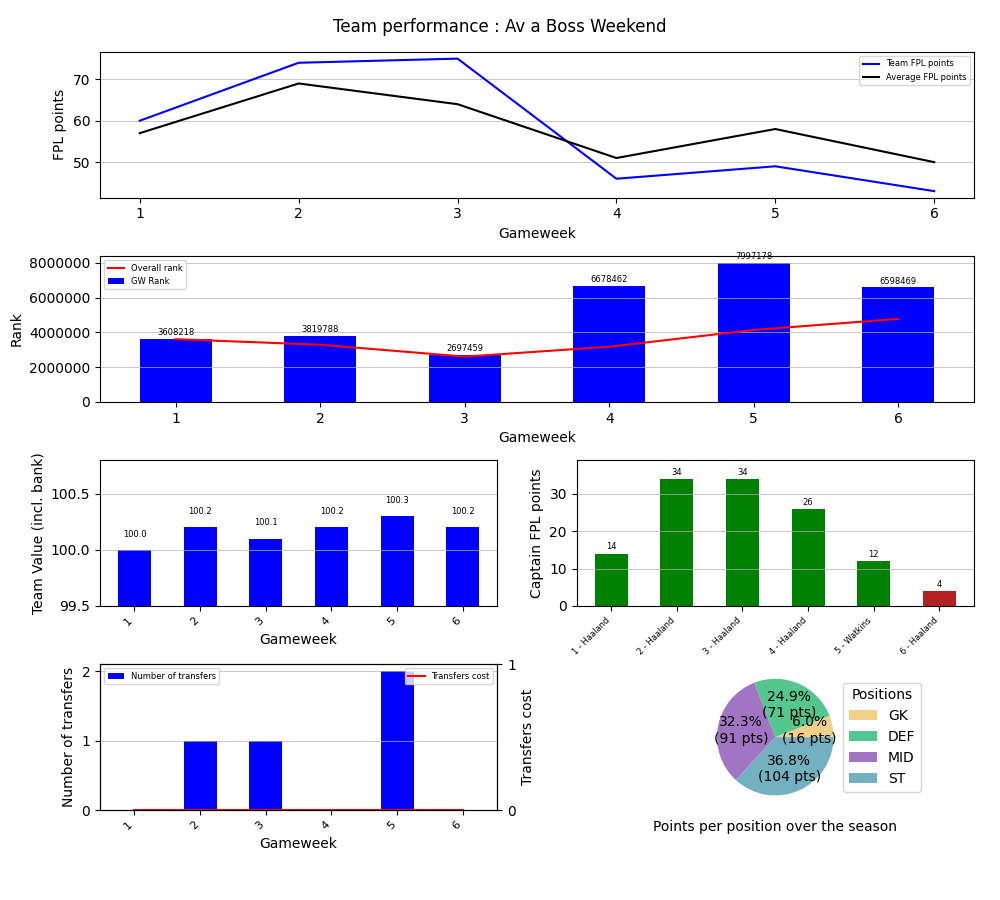 Team performance : Av a Boss Weekend
FPL points
70
60
50
Team FPL points
Average FPL points
1 2 3 4 5 6
Gameweek
Rank
8000000
6000000
4000000
2000000
0
Overall rank
GW Rank
3608218 3819788 2697459 6678462 7997178 6598469
1 2 3 4 5 6
Gameweek
Team Value (incl. bank)
100.5
100.0
99.5
100.0 100.2 100.1 100.2 100.3 100.2
1 2 3 4 5 6
Gameweek
Captain FPL points
30
20
10
0
14 34 34 26 12 4
1 - Haaland 2 - Haaland 3 - Haaland 4 - Haaland 5 - Watkins 6 - Haaland
Number of transfers
2
1
0
Number of transfers
Transfers cost
1
0
Transfers cost
1 2 3 4 5 6
Gameweek
24.9%
(71 pts)
32.3%
(91 pts)
6.0%
(16 pts)
36.8%
(104 pts)
Positions
GK
DEF
MID
ST
Points per position over the season